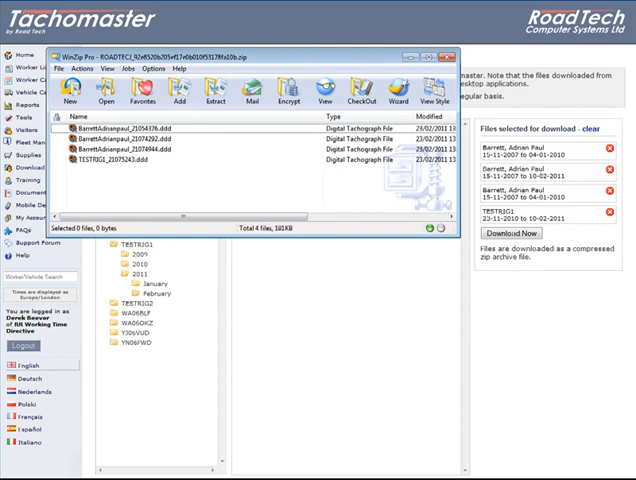 Tachomaster
by Road Tech
RoadTech
Computer Systems Ltd
Home
Worker Li
Worker C
Vehicle C
Reports
Tools
Visitors
Fleet Man
Supplies
Download
Training
Document
Mobile De
My Accou
FAQs
Support Forum
Help
Worker/Vehicle Search
Times are displayed as
Europe/London
You are logged in as
Derek Beevor
of RR Working Time
Directive
Logout
English
Deutsch
Nederlands
Polski
Français
Español
Italiano
WinZip Pro - ROADTECJ_92e8520b205ef17e0b010f53178fa10b.zip
File Actions View Jobs Options Help
New Open Favorites Add Extract Mail Encrypt View CheckOut Wizard View Style
Name Type Modified
BarrettAdrianpaul_21054376.ddd Digital Tachograph File 23/02/2011 13
BarrettAdrianpaul_21074292.ddd Digital Tachograph File 23/02/2011 13
BarrettAdrianpaul_21074944.ddd Digital Tachograph File 23/02/2011 13
TESTRIG1_21075243.ddd Digital Tachograph File 23/02/2011 13
Selected 0 files, 0 bytes Total 4 files, 181KB
TESTRIG1
2009
2010
2011
January
February
TESTRIG2
WA06BLF
WA06OKZ
YJ06VUD
YN06FWD
master. Note that the files downloaded from
esktop applications.
egular basis.
Files selected for download - clear
Barrett, Adrian Paul
15-11-2007 to 04-01-2010
Barrett, Adrian Paul
18-11-2007 to 10-02-2011
Barrett, Adrian Paul
15-11-2007 to 04-01-2010
TESTRIG1
23-11-2010 to 10-02-2011
Download Now
Files are downloaded as a compressed
zip archive file.